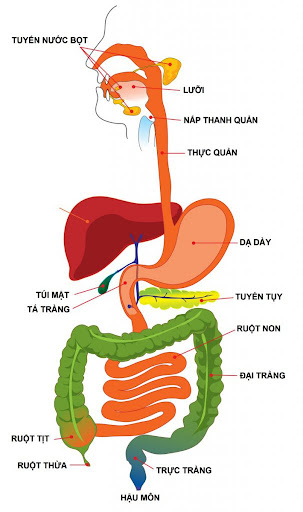 TUYẾN NƯỚC BỌT
LƯỠI
NẮP THANH QUẢN
THỰC QUẢN
DẠ DÀY
TÚI MẬT
TÁ TRÀNG
TUYẾN TỤY
RUỘT NON
ĐẠI TRÀNG
RUỘT TỊT
RUỘT THỪA
TRỰC TRÀNG
HẬU MÔN